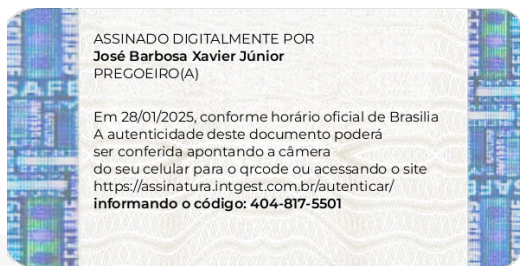 ASSINADO DIGITALMENTE POR
José Barbosa Xavier Júnior
PREGOEIRO(A)
Em 28/01/2025, conforme horário oficial de Brasilia
A autenticidade deste documento poderá
ser conferida apontando a câmera
do seu celular para o qrcode ou acessando o site
https://assinatura.intgest.com.br/autenticar/
informando o código: 404-817-5501